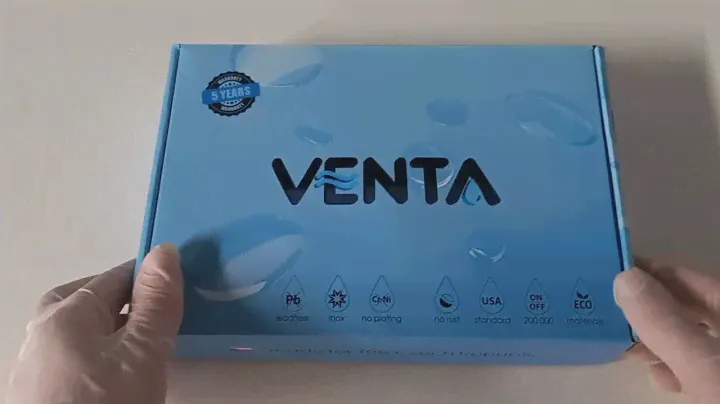 WARRANTY
5 YEARS
WARRANTY
VENTA
Pb
leadfree
inox
CrNi
no plating
no rust
USA
standard
ON
OFF
200 000
ECO
materials